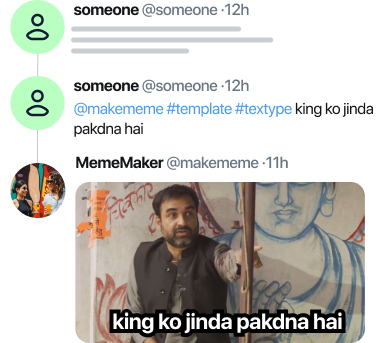 someone @someone ·12h
someone @someone ·12h
@makememe #template #textype king ko jinda
pakdna hai
MemeMaker @makememe ·11h
king ko jinda pakdna hai